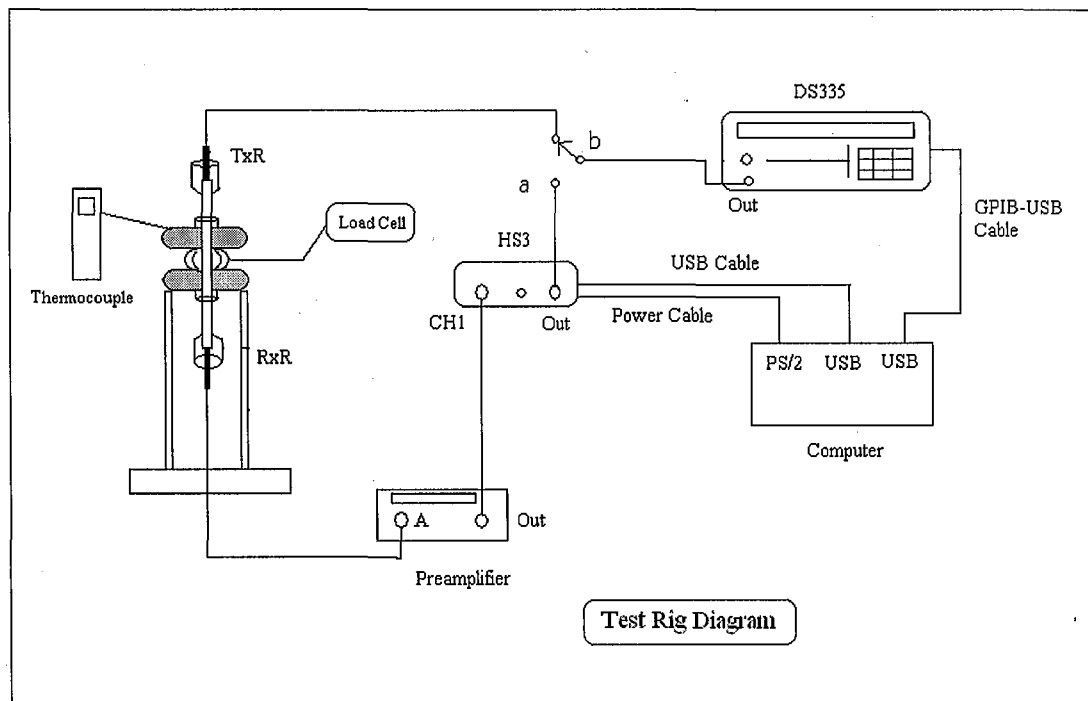 DS335
TxR
b
a
Load Cell
Out
GPIB-USB
Cable
HS3
USB Cable
Thermocouple
CH1
Out
Power Cable
RxR
PS/2 USB USB
Computer
A
Out
Preamplifier
Test Rig Diagram